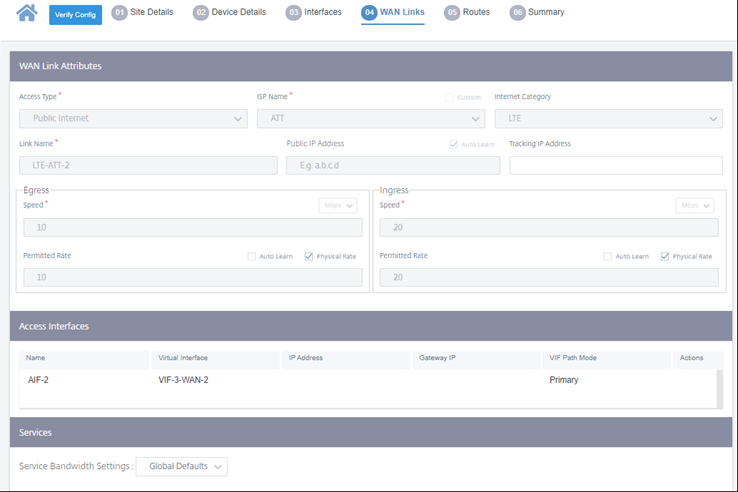 Verify Config 01 Site Details 02 Device Details 03 Interfaces 04 WAN Links 05 Routes 06 Summary
WAN Link Attributes
Access Type * ISP Name * Custom Internet Category
Public Internet ATT LTE
Link Name * Public IP Address Auto Learn Tracking IP Address
LTE-ATT-2 E.g. a.b.c.d
Egress Ingress
Speed * Mbps Speed * Mbps
10 20
Permitted Rate Auto Learn Physical Rate Permitted Rate Auto Learn Physical Rate
10 20
Access Interfaces
Name Virtual Interface IP Address Gateway IP VIF Path Mode Actions
AIF-2 VIF-3-WAN-2 Primary
Services
Service Bandwidth Settings : Global Defaults